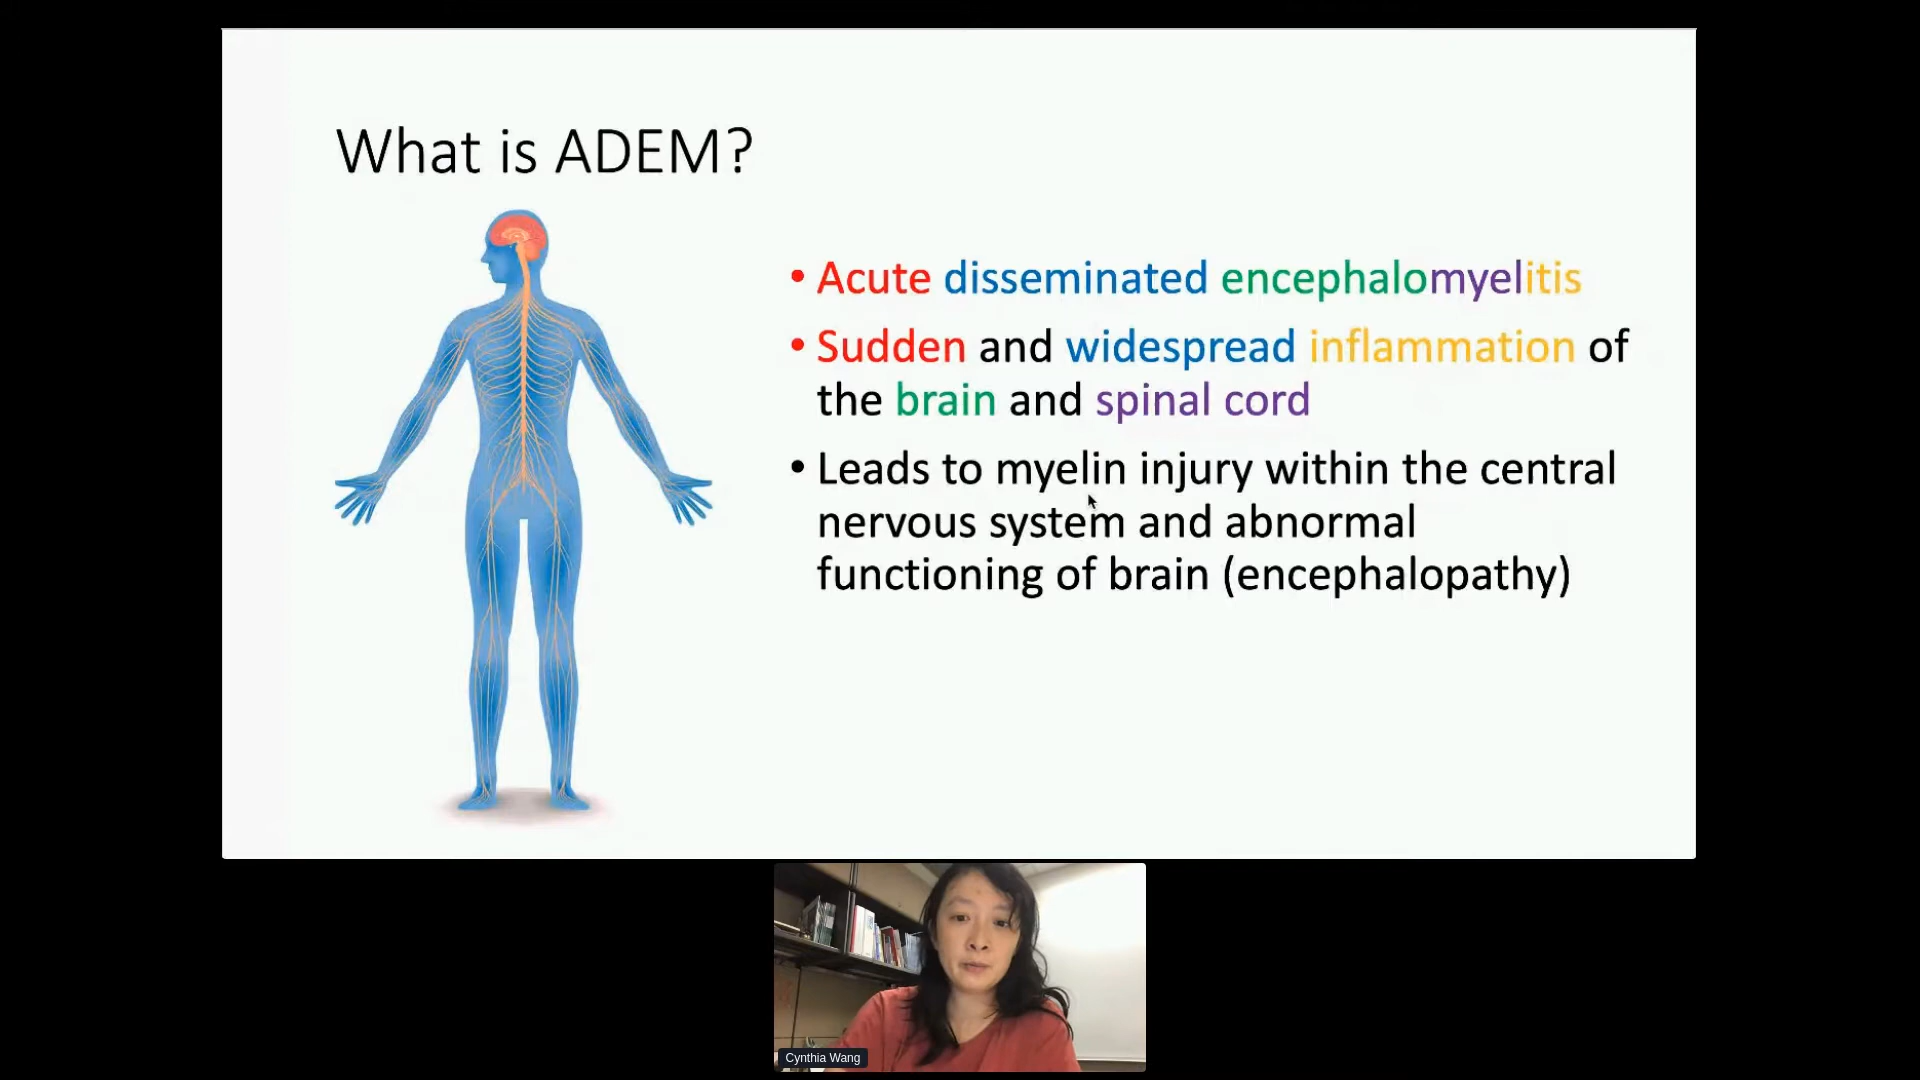 What is ADEM?
• Acute disseminated encephalomyelitis
• Sudden and widespread inflammation of
the brain and spinal cord
• Leads to myelin injury within the central
nervous system and abnormal
functioning of brain (encephalopathy)
Cynthia Wang